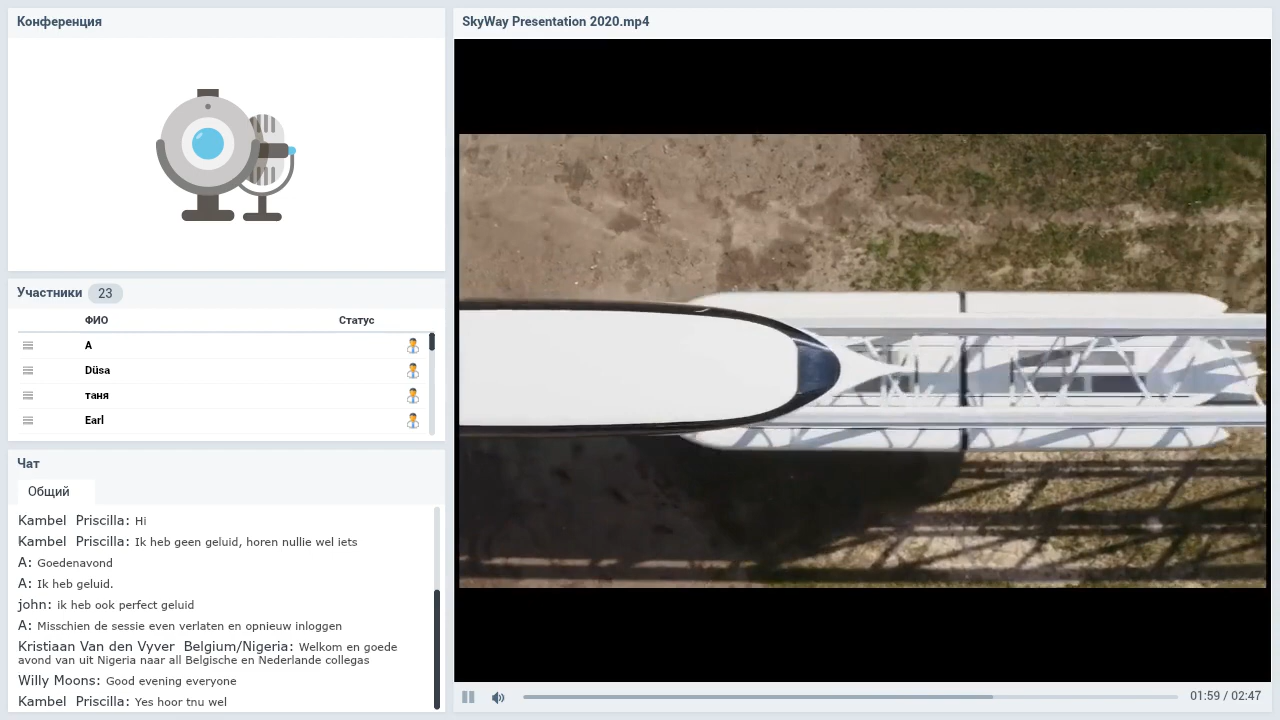 Конференция
SkyWay Presentation 2020.mp4
Участники 23
ФИО Статус
A
Düsa
таня
Earl
Чат
Общий
Kambel Priscilla: Hi
Kambel Priscilla: Ik heb geen geluid, horen nullie wel iets
A: Goedenavond
A: Ik heb geluid.
john: ik heb ook perfect geluid
A: Misschien de sessie even verlaten en opnieuw inloggen
Kristiaan Van den Vyver Belgium/Nigeria: Welkom en goede
avond van uit Nigeria naar all Belgische en Nederlande collegas
Willy Moons: Good evening everyone
Kambel Priscilla: Yes hoor tnu wel
01:59 / 02:47